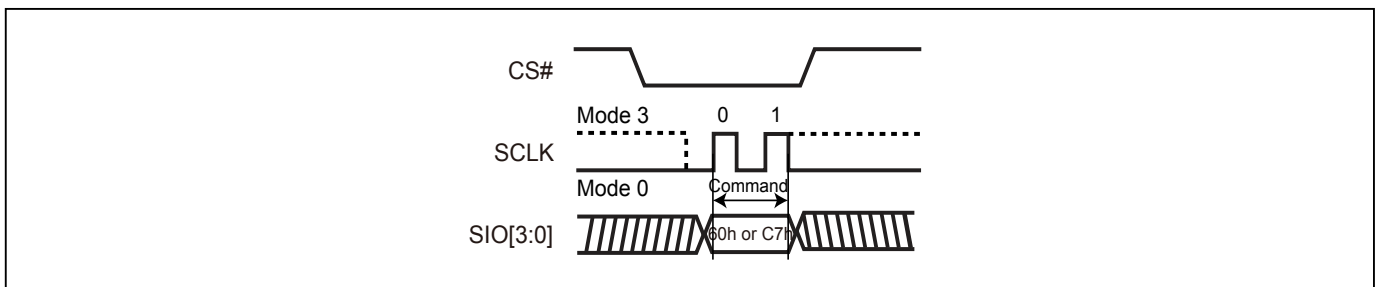 CS#
Mode 3 0 1
SCLK
Mode 0 Command
SIO[3:0] 60h or C7h